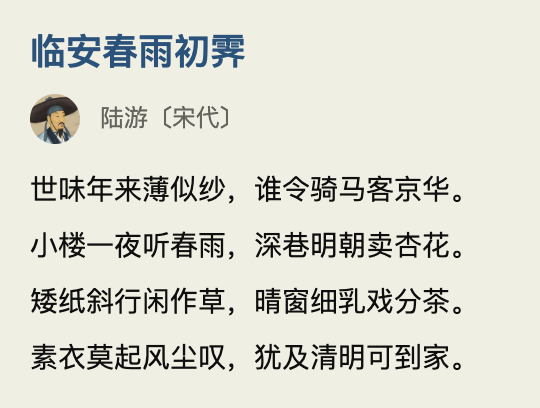 临安春雨初霁
陆游〔宋代〕
世味年来薄似纱，谁令骑马客京华。
小楼一夜听春雨，深巷明朝卖杏花。
矮纸斜行闲作草，晴窗细乳戏分茶。
素衣莫起风尘叹，犹及清明可到家。